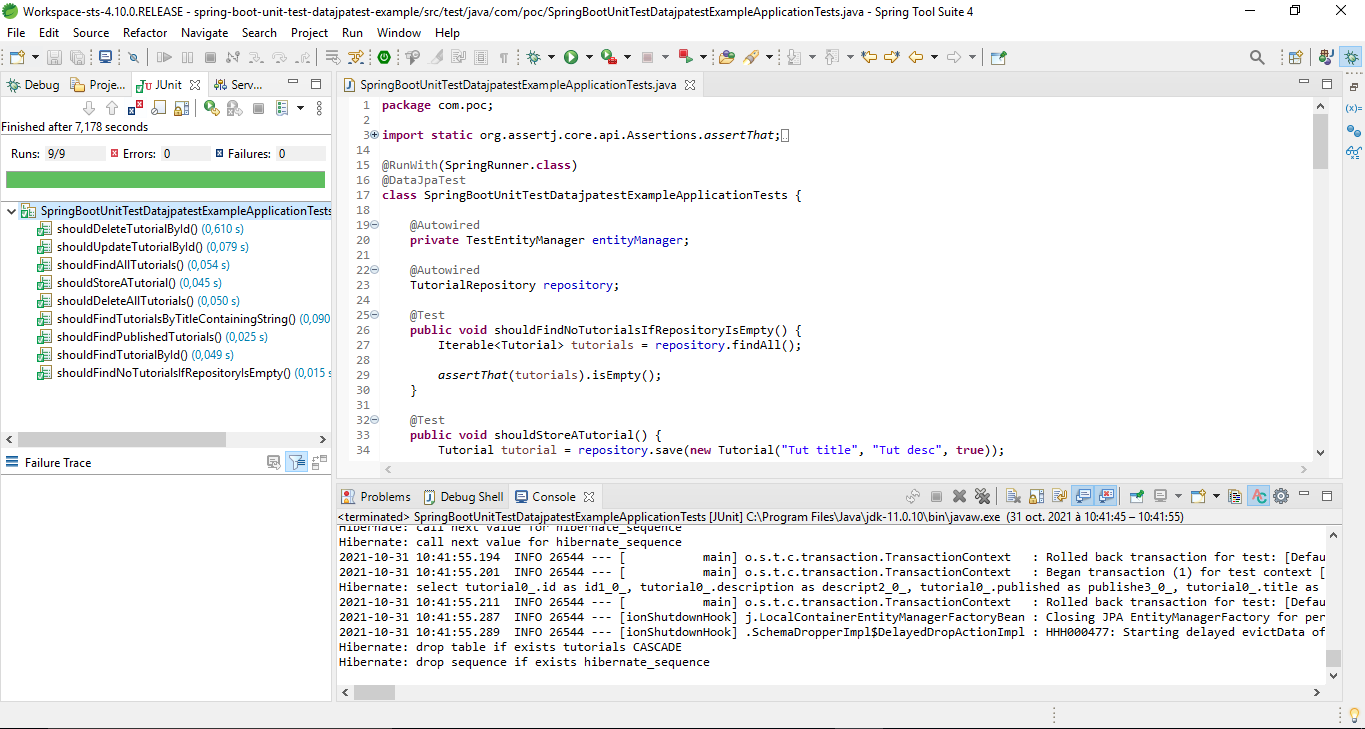 Workspace-sts-4.10.0.RELEASE - spring-boot-unit-test-datajpatest-example/src/test/java/com/poc/SpringBootUnitTestDatajpatestExampleApplicationTests.java - Spring Tool Suite 4
File Edit Source Refactor Navigate Search Project Run Window Help
Debug Proje... JUnit Serv...
Finished after 7,178 seconds
Runs: 9/9 Errors: 0 Failures: 0
SpringBootUnitTestDatajpatestExampleApplicationTests
shouldDeleteTutorialById() (0,610 s)
shouldUpdateTutorialById() (0,079 s)
shouldFindAllTutorials() (0,054 s)
shouldStoreATutorial() (0,045 s)
shouldDeleteAllTutorials() (0,050 s)
shouldFindTutorialsByTitleContainingString() (0,090
shouldFindPublishedTutorials() (0,025 s)
shouldFindTutorialById() (0,049 s)
shouldFindNoTutorialsIfRepositoryIsEmpty() (0,015 s
Failure Trace
SpringBootUnitTestDatajpatestExampleApplicationTests.java
1 package com.poc;
2
3 import static org.assertj.core.api.Assertions.assertThat;
14
15 @RunWith(SpringRunner.class)
16 @DataJpaTest
17 class SpringBootUnitTestDatajpatestExampleApplicationTests {
18
19 @Autowired
20 private TestEntityManager entityManager;
21
22 @Autowired
23 TutorialRepository repository;
24
25 @Test
26 public void shouldFindNoTutorialsIfRepositoryIsEmpty() {
27 Iterable<Tutorial> tutorials = repository.findAll();
28
29 assertThat(tutorials).isEmpty();
30 }
31
32 @Test
33 public void shouldStoreATutorial() {
34 Tutorial tutorial = repository.save(new Tutorial("Tut title", "Tut desc", true));
Problems Debug Shell Console
<terminated> SpringBootUnitTestDatajpatestExampleApplicationTests [JUnit] C:\Program Files\Java\jdk-11.0.10\bin\javaw.exe (31 oct. 2021 à 10:41:45 – 10:41:55)
Hibernate: call next value for hibernate_sequence
Hibernate: call next value for hibernate_sequence
2021-10-31 10:41:55.194 INFO 26544 --- [ main] o.s.t.c.transaction.TransactionContext : Rolled back transaction for test: [Defau
2021-10-31 10:41:55.201 INFO 26544 --- [ main] o.s.t.c.transaction.TransactionContext : Began transaction (1) for test context [
Hibernate: select tutorial0_.id as id1_0_, tutorial0_.description as descript2_0_, tutorial0_.published as publishe3_0_, tutorial0_.title as
2021-10-31 10:41:55.211 INFO 26544 --- [ main] o.s.t.c.transaction.TransactionContext : Rolled back transaction for test: [Defau
2021-10-31 10:41:55.287 INFO 26544 --- [ionShutdownHook] j.LocalContainerEntityManagerFactoryBean : Closing JPA EntityManagerFactory for per
2021-10-31 10:41:55.289 INFO 26544 --- [ionShutdownHook] .SchemaDropperImpl$DelayedDropActionImpl : HHH000477: Starting delayed evictData of
Hibernate: drop table if exists tutorials CASCADE
Hibernate: drop sequence if exists hibernate_sequence